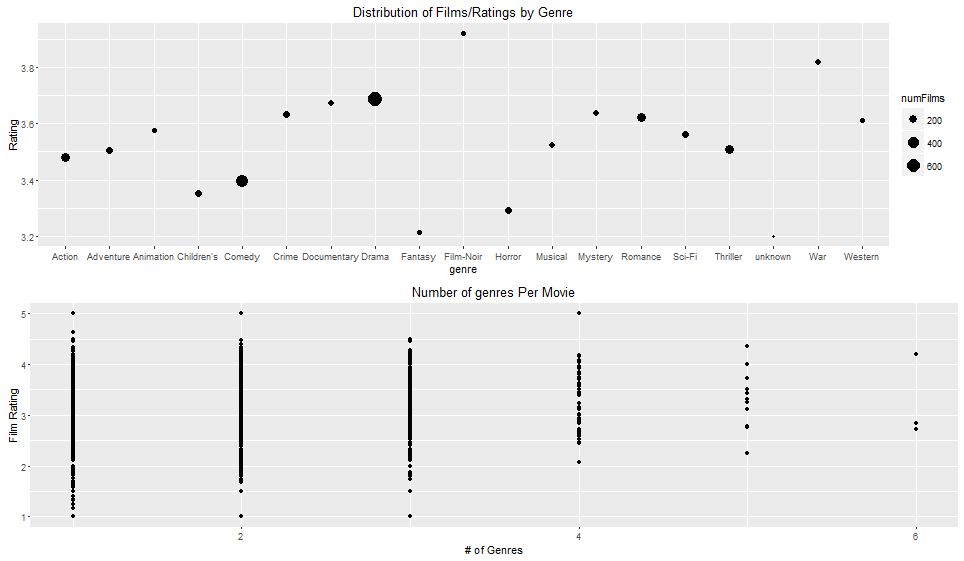 Distribution of Films/Ratings by Genre
Rating
3.8
3.6
3.4
3.2
Action Adventure Animation Children's Comedy Crime Documentary Drama Fantasy Film-Noir Horror Musical Mystery Romance Sci-Fi Thriller unknown War Western
genre
numFilms
200
400
600
Number of genres Per Movie
Film Rating
5
4
3
2
1
2 4 6
# of Genres